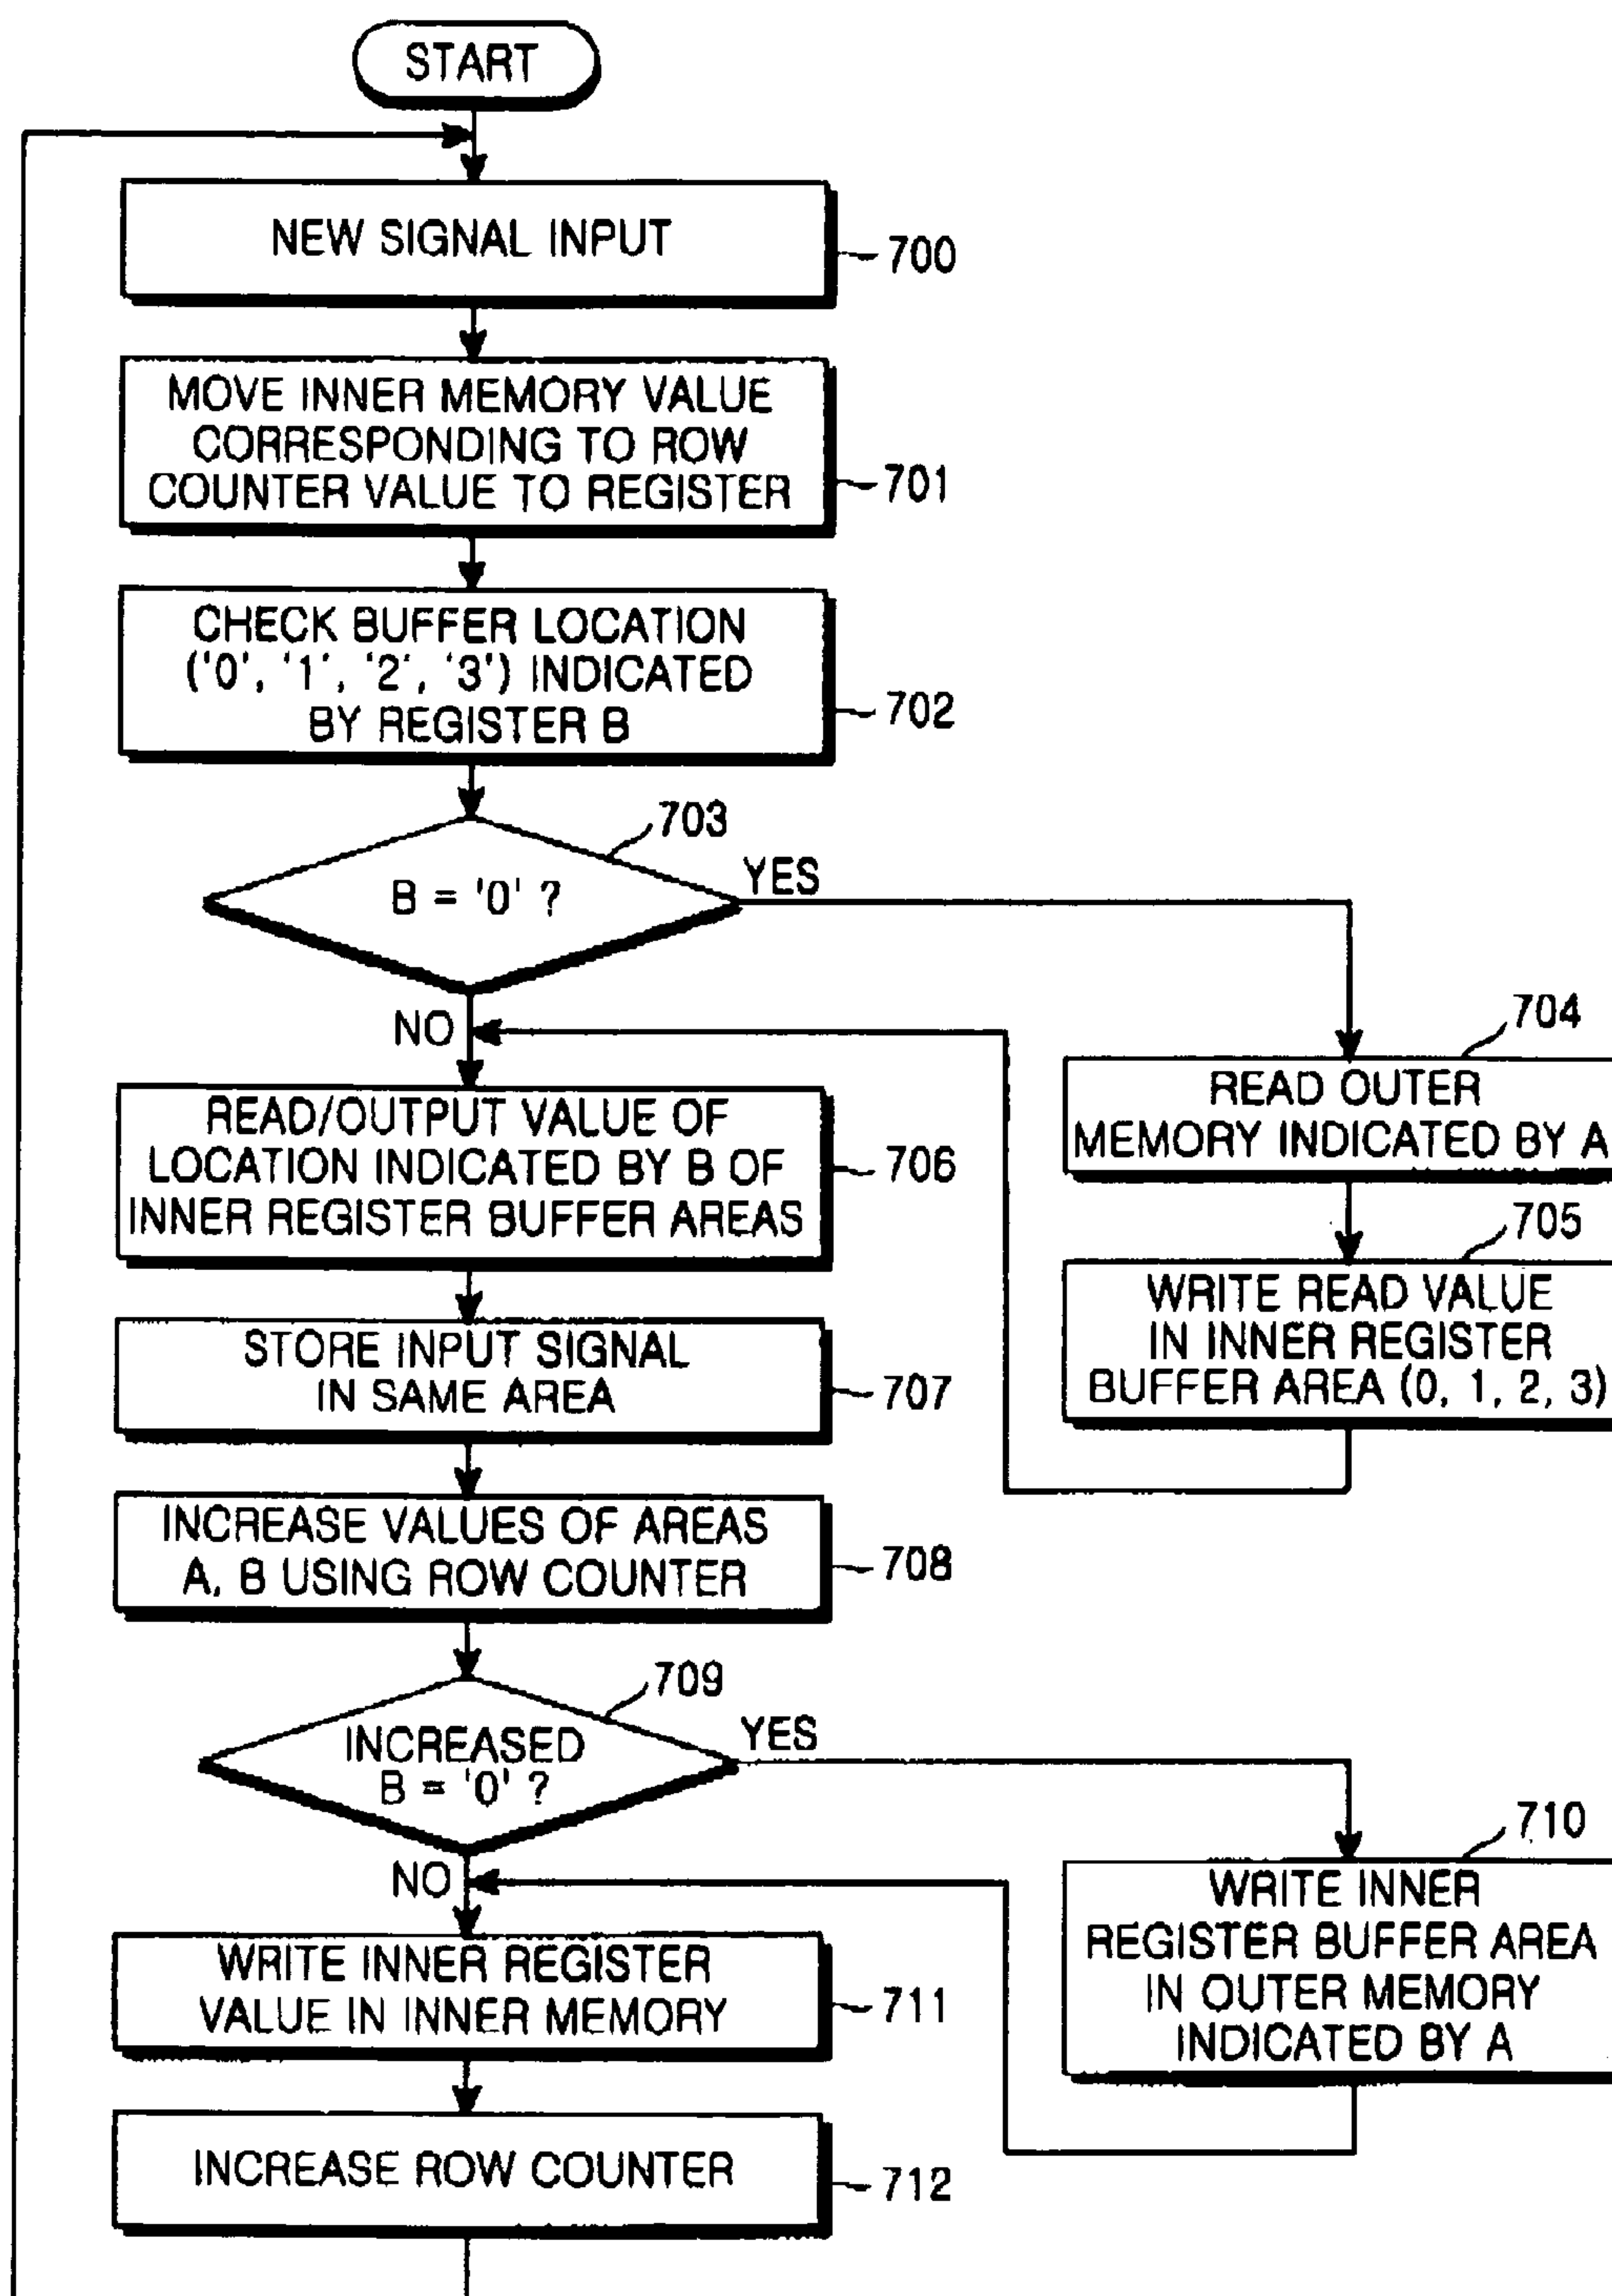 START
NEW SIGNAL INPUT
700
MOVE INNER MEMORY VALUE
CORRESPONDING TO ROW
COUNTER VALUE TO REGISTER
701
CHECK BUFFER LOCATION
('0', '1', '2', '3') INDICATED
BY REGISTER B
702
703
B = '0' ?
YES
NO
704
READ OUTER
MEMORY INDICATED BY A
705
WRITE READ VALUE
IN INNER REGISTER
BUFFER AREA (0, 1, 2, 3)
READ/OUTPUT VALUE OF
LOCATION INDICATED BY B OF
INNER REGISTER BUFFER AREAS
706
STORE INPUT SIGNAL
IN SAME AREA
707
INCREASE VALUES OF AREAS
A, B USING ROW COUNTER
708
709
INCREASED
B = '0' ?
YES
NO
710
WRITE INNER
REGISTER BUFFER AREA
IN OUTER MEMORY
INDICATED BY A
WRITE INNER REGISTER
VALUE IN INNER MEMORY
711
INCREASE ROW COUNTER
712